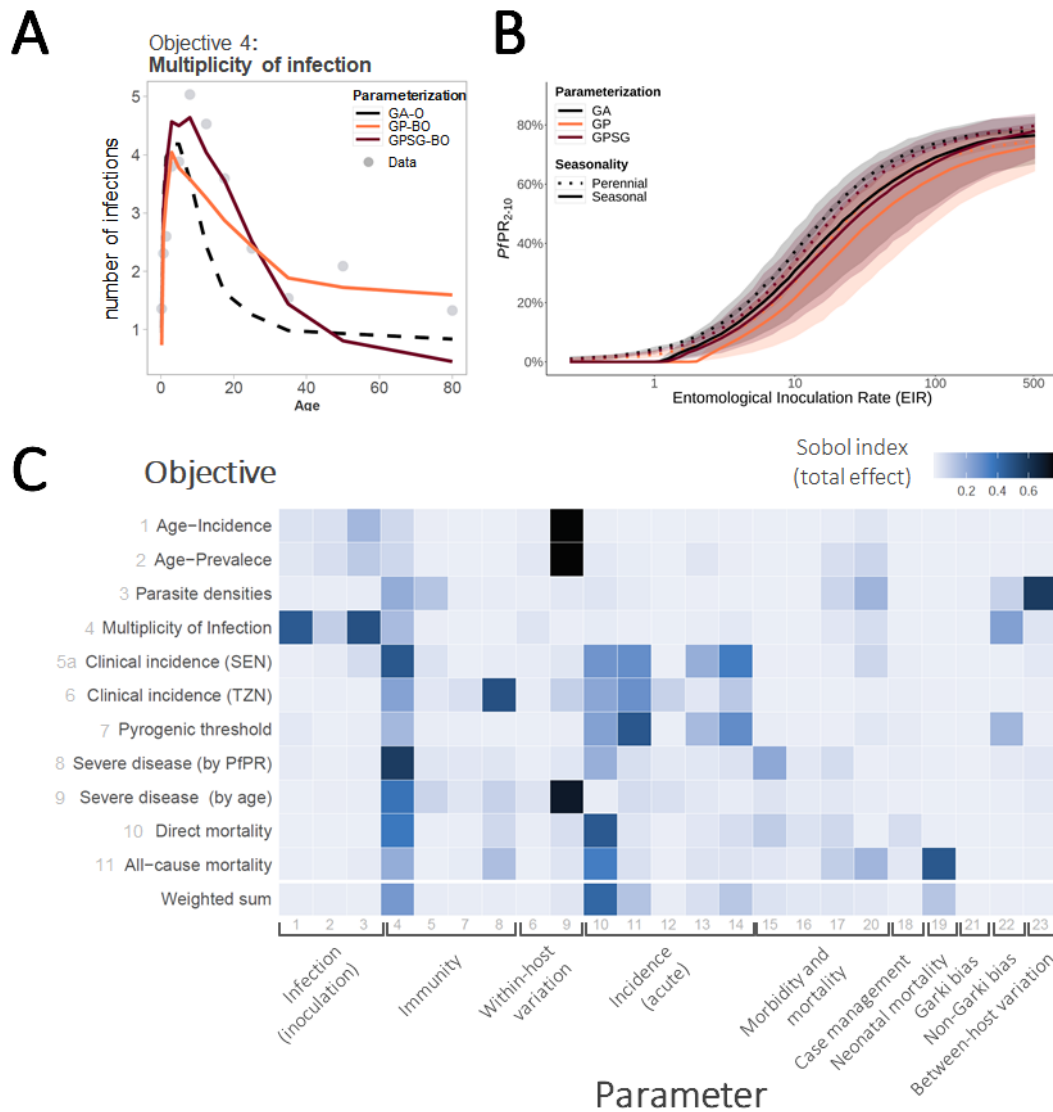 A
Objective 4:
Multiplicity of infection
Parameterization
GA-O
GP-BO
GPSG-BO
Data
number of infections
5
4
3
2
1
0
20
40
60
80
Age
B
Parameterization
GA
GP
GPSG
Seasonality
Perennial
Seasonal
PfPR2-10
80%
60%
40%
20%
0%
1
10
100
500
Entomological Inoculation Rate (EIR)
C
Objective
Sobol index
(total effect)
0.2 0.4 0.6
1 Age-Incidence
2 Age-Prevalece
3 Parasite densities
4 Multiplicity of Infection
5a Clinical incidence (SEN)
6 Clinical incidence (TZN)
7 Pyrogenic threshold
8 Severe disease (by PfPR)
9 Severe disease (by age)
10 Direct mortality
11 All-cause mortality
Weighted sum
1 2 3 4 5 7 8 6 9 10 11 12 13 14 15 16 17 20 18 19 21 22 23
Infection
(inoculation)
Immunity
Within-host
variation
Incidence
(acute)
Morbidity and
mortality
Case management
Neonatal mortality
Garki bias
Non-Garki bias
Between-host variation
Parameter